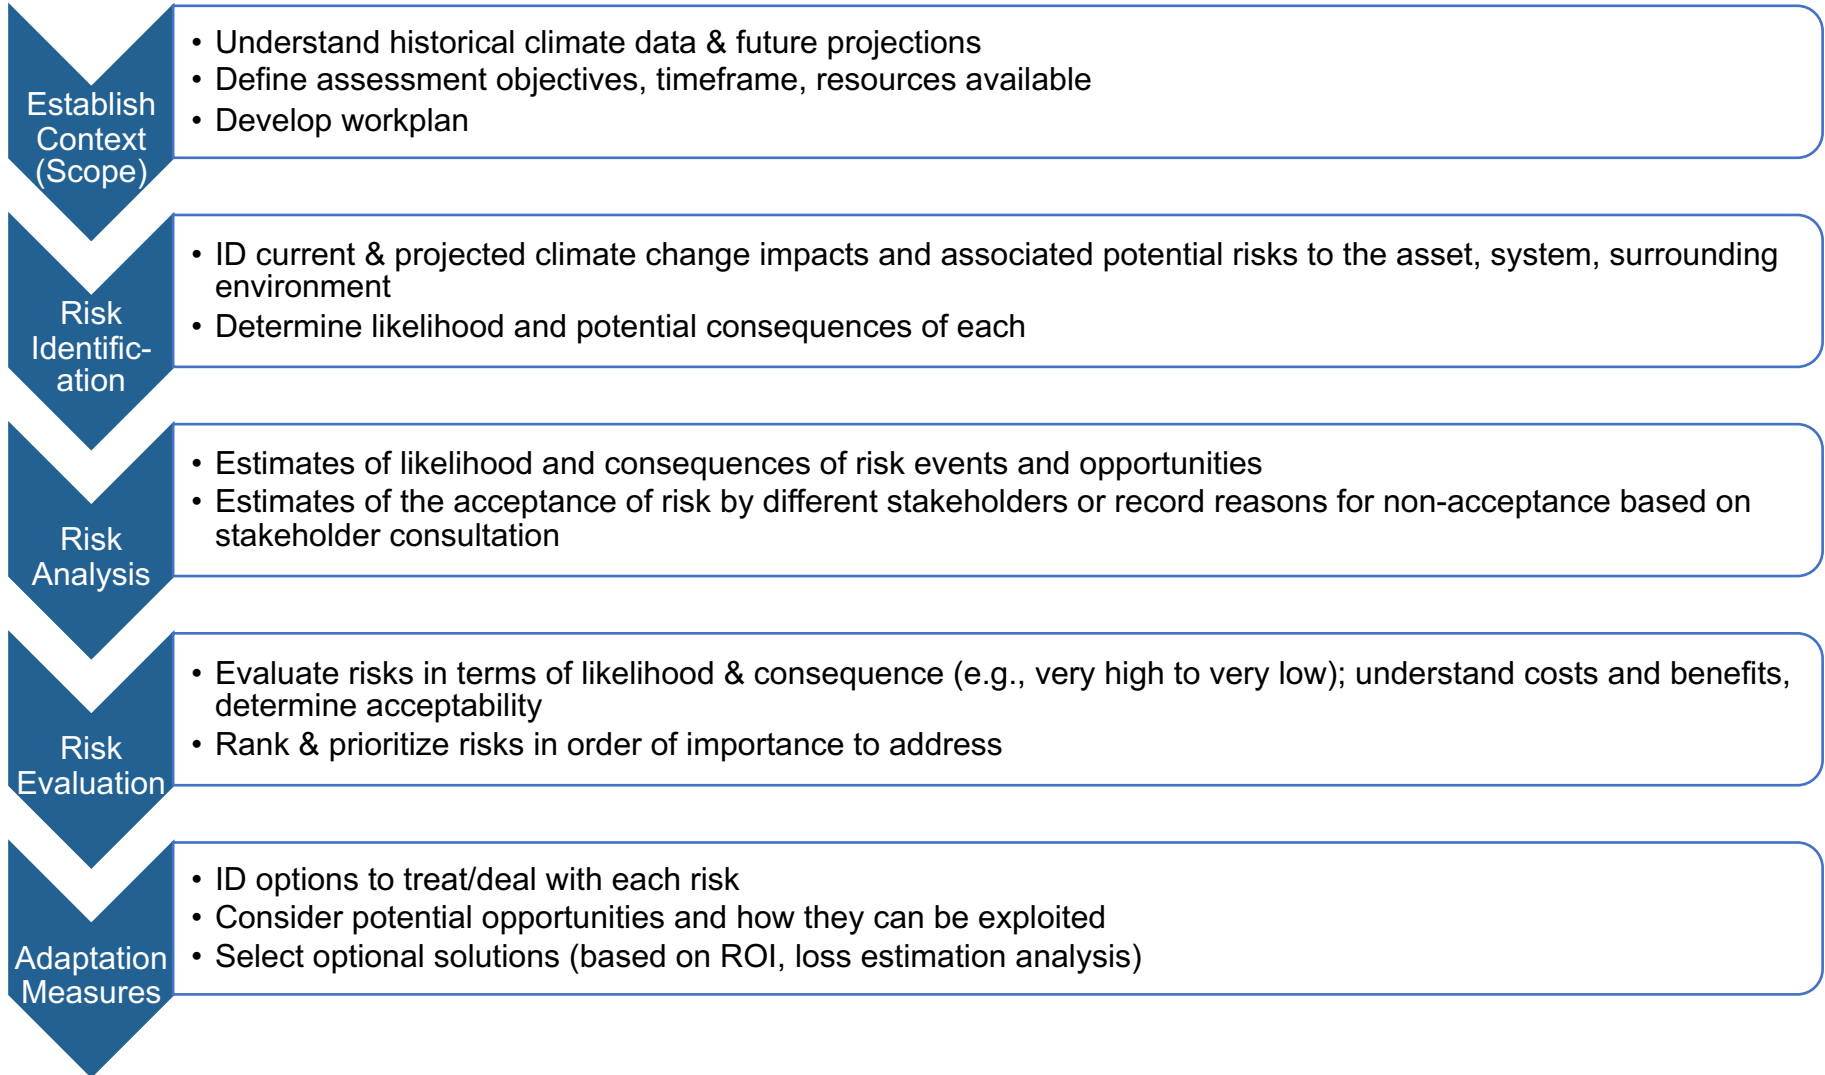 Establish
Context
(Scope)
• Understand historical climate data & future projections
• Define assessment objectives, timeframe, resources available
• Develop workplan
Risk
Identific-
ation
• ID current & projected climate change impacts and associated potential risks to the asset, system, surrounding
environment
• Determine likelihood and potential consequences of each
Risk
Analysis
• Estimates of likelihood and consequences of risk events and opportunities
• Estimates of the acceptance of risk by different stakeholders or record reasons for non-acceptance based on
stakeholder consultation
Risk
Evaluation
• Evaluate risks in terms of likelihood & consequence (e.g., very high to very low); understand costs and benefits,
determine acceptability
• Rank & prioritize risks in order of importance to address
Adaptation
Measures
• ID options to treat/deal with each risk
• Consider potential opportunities and how they can be exploited
• Select optional solutions (based on ROI, loss estimation analysis)